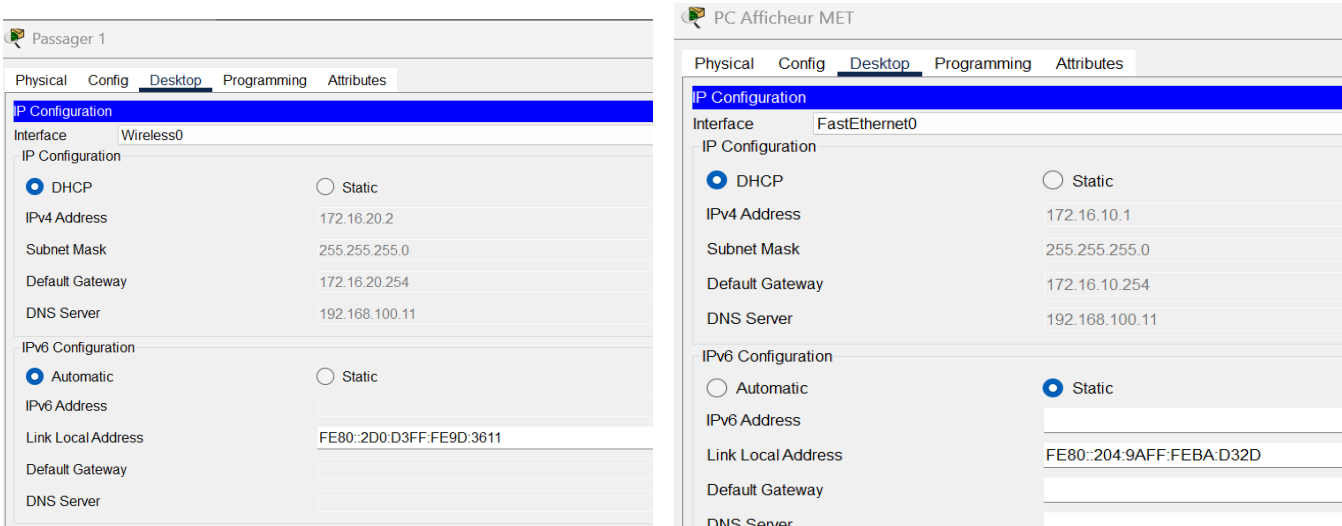 Passager 1
Physical Config Desktop Programming Attributes
IP Configuration
Interface Wireless0
IP Configuration
DHCP Static
IPv4 Address 172.16.20.2
Subnet Mask 255.255.255.0
Default Gateway 172.16.20.254
DNS Server 192.168.100.11
IPv6 Configuration
Automatic Static
IPv6 Address
Link Local Address FE80::2D0:D3FF:FE9D:3611
Default Gateway
DNS Server
PC Afficheur MET
Physical Config Desktop Programming Attributes
IP Configuration
Interface FastEthernet0
IP Configuration
DHCP Static
IPv4 Address 172.16.10.1
Subnet Mask 255.255.255.0
Default Gateway 172.16.10.254
DNS Server 192.168.100.11
IPv6 Configuration
Automatic Static
IPv6 Address
Link Local Address FE80::204:9AFF:FEBA:D32D
Default Gateway
DNS Server